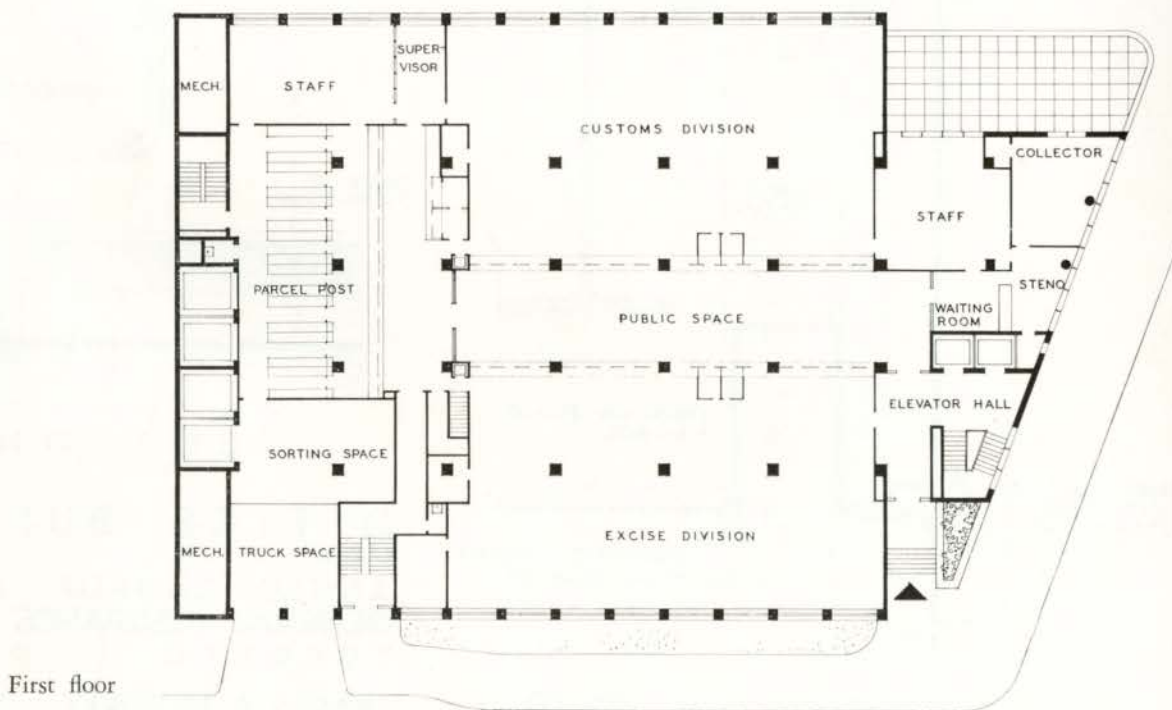 SUPER-
VISOR
MECH.
STAFF
CUSTOMS DIVISION
COLLECTOR
STAFF
PARCEL POST
STENO
WAITING
ROOM
PUBLIC SPACE
ELEVATOR HALL
SORTING SPACE
EXCISE DIVISION
MECH.
TRUCK SPACE
First floor